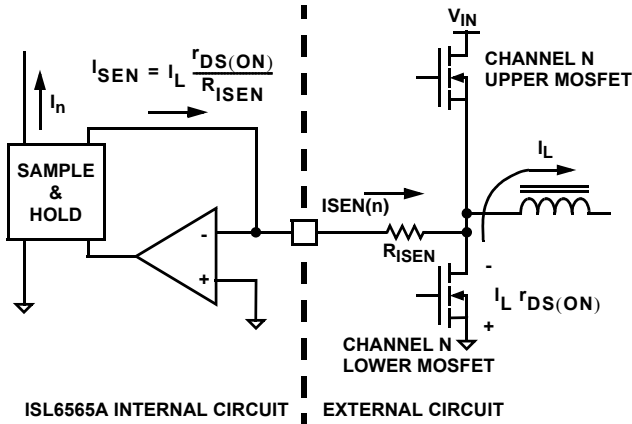 V_IN
I_SEN = I_L r_DS(ON) / R_ISEN
CHANNEL N
UPPER MOSFET
I_n
I_L
SAMPLE
&
HOLD
ISEN(n)
-
+
R_ISEN
-
I_L r_DS(ON)
+
CHANNEL N
LOWER MOSFET
ISL6565A INTERNAL CIRCUIT
EXTERNAL CIRCUIT